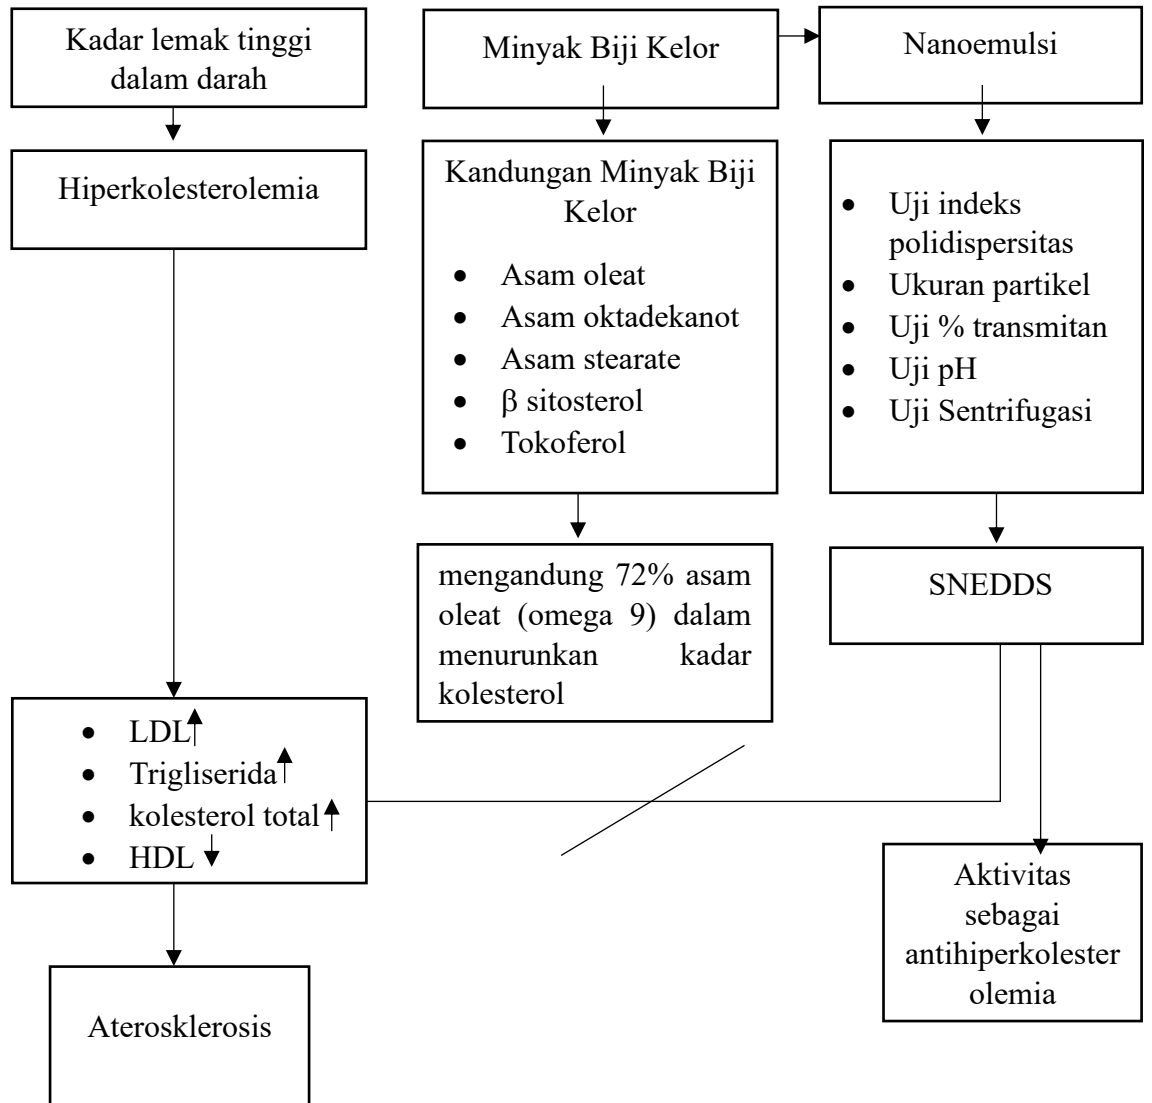 Kadar lemak tinggi
dalam darah
Minyak Biji Kelor
Nanoemulsi
Hiperkolesterolemia
Kandungan Minyak Biji
Kelor
• Asam oleat
• Asam oktadekanot
• Asam stearate
• β sitosterol
• Tokoferol
• Uji indeks
polidispersitas
• Ukuran partikel
• Uji % transmitan
• Uji pH
• Uji Sentrifugasi
mengandung 72% asam
oleat (omega 9) dalam
menurunkan kadar
kolesterol
SNEDDS
• LDL
• Trigliserida
• kolesterol total
• HDL
Aktivitas
sebagai
antihiperkolester
olemia
Aterosklerosis